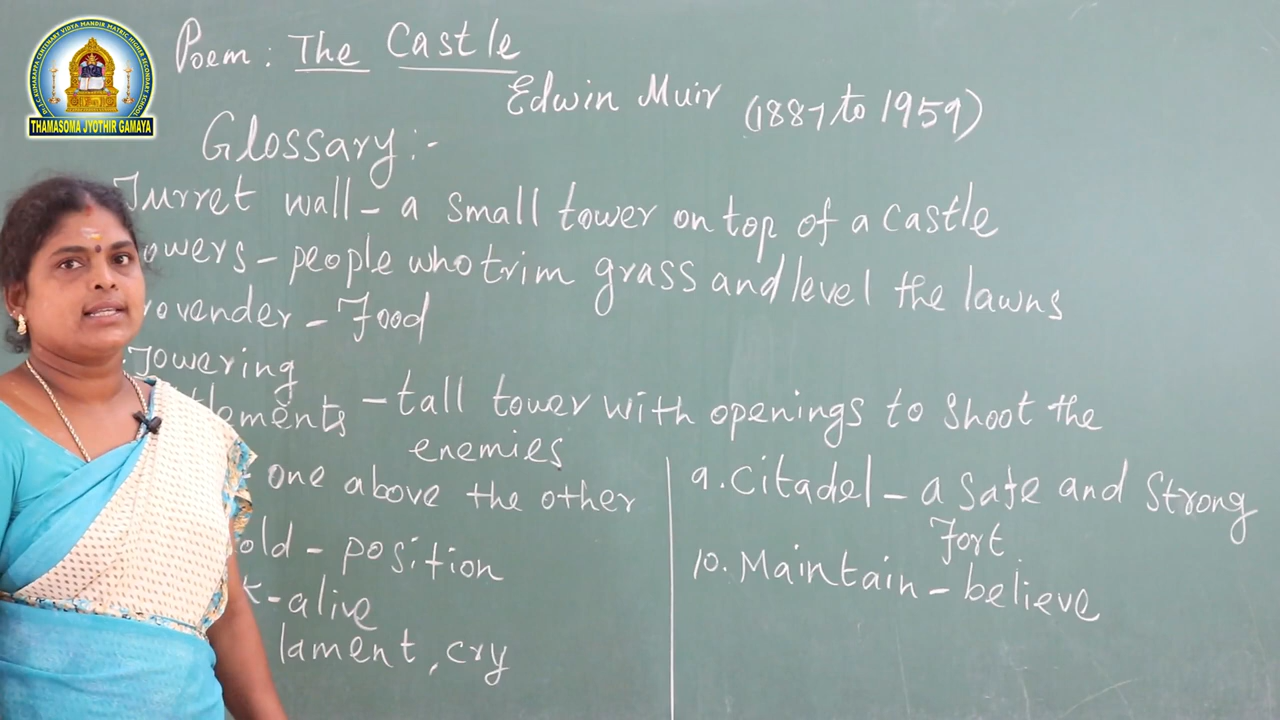 THAMASOMA JYOTHIR GAMAYA
Poem: The Castle
Edwin Muir (1887 to 1959)
Glossary:-
Turret wall - a small tower on top of a castle
owers - people who trim grass and level the lawns
rovender - Food
Towering
tlements - tall tower with openings to shoot the
enemies
one above the other
old - position
t - alive
lament, cry
9. Citadel - a safe and strong
Fort
10. Maintain - believe